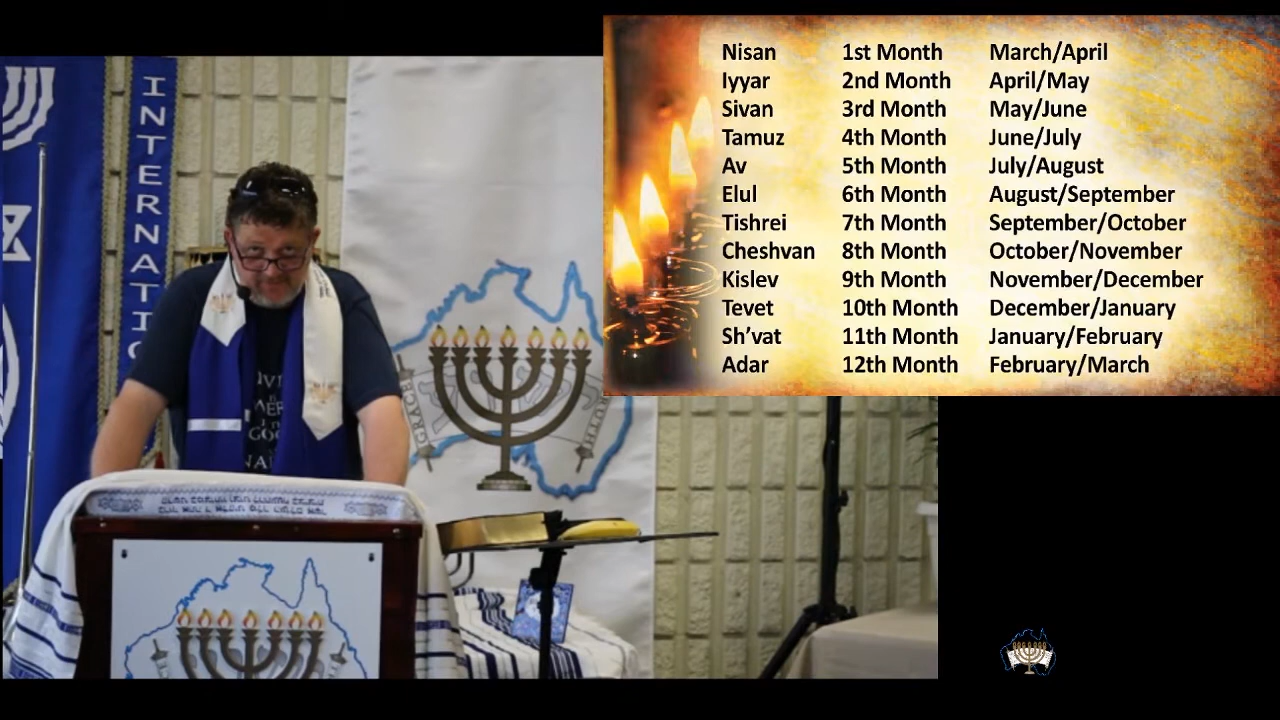 Nisan 1st Month March/April
Iyyar 2nd Month April/May
Sivan 3rd Month May/June
Tamuz 4th Month June/July
Av 5th Month July/August
Elul 6th Month August/September
Tishrei 7th Month September/October
Cheshvan 8th Month October/November
Kislev 9th Month November/December
Tevet 10th Month December/January
Sh'vat 11th Month January/February
Adar 12th Month February/March
INTERNATI
GRACE